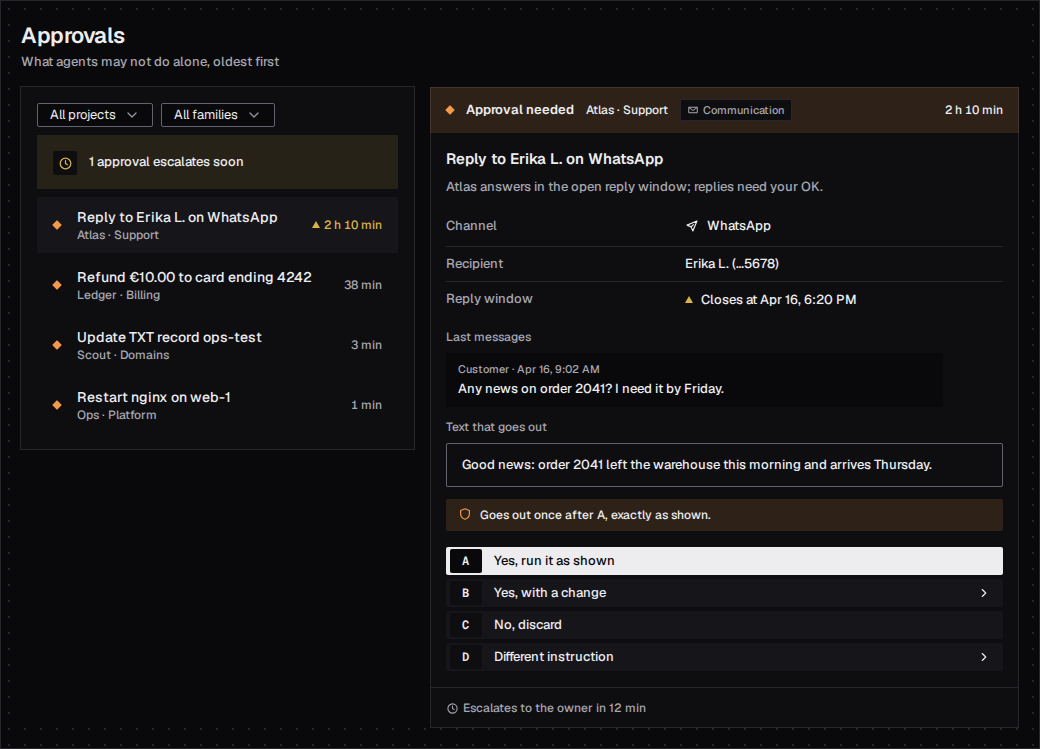 Approvals
What agents may not do alone, oldest first
All projects
All families
1 approval escalates soon
Reply to Erika L. on WhatsApp
2 h 10 min
Atlas · Support
Refund €10.00 to card ending 4242
38 min
Ledger · Billing
Update TXT record ops-test
3 min
Scout · Domains
Restart nginx on web-1
1 min
Ops · Platform
Approval needed Atlas · Support Communication 2 h 10 min
Reply to Erika L. on WhatsApp
Atlas answers in the open reply window; replies need your OK.
Channel WhatsApp
Recipient Erika L. (…5678)
Reply window Closes at Apr 16, 6:20 PM
Last messages
Customer · Apr 16, 9:02 AM
Any news on order 2041? I need it by Friday.
Text that goes out
Good news: order 2041 left the warehouse this morning and arrives Thursday.
Goes out once after A, exactly as shown.
A Yes, run it as shown
B Yes, with a change
C No, discard
D Different instruction
Escalates to the owner in 12 min